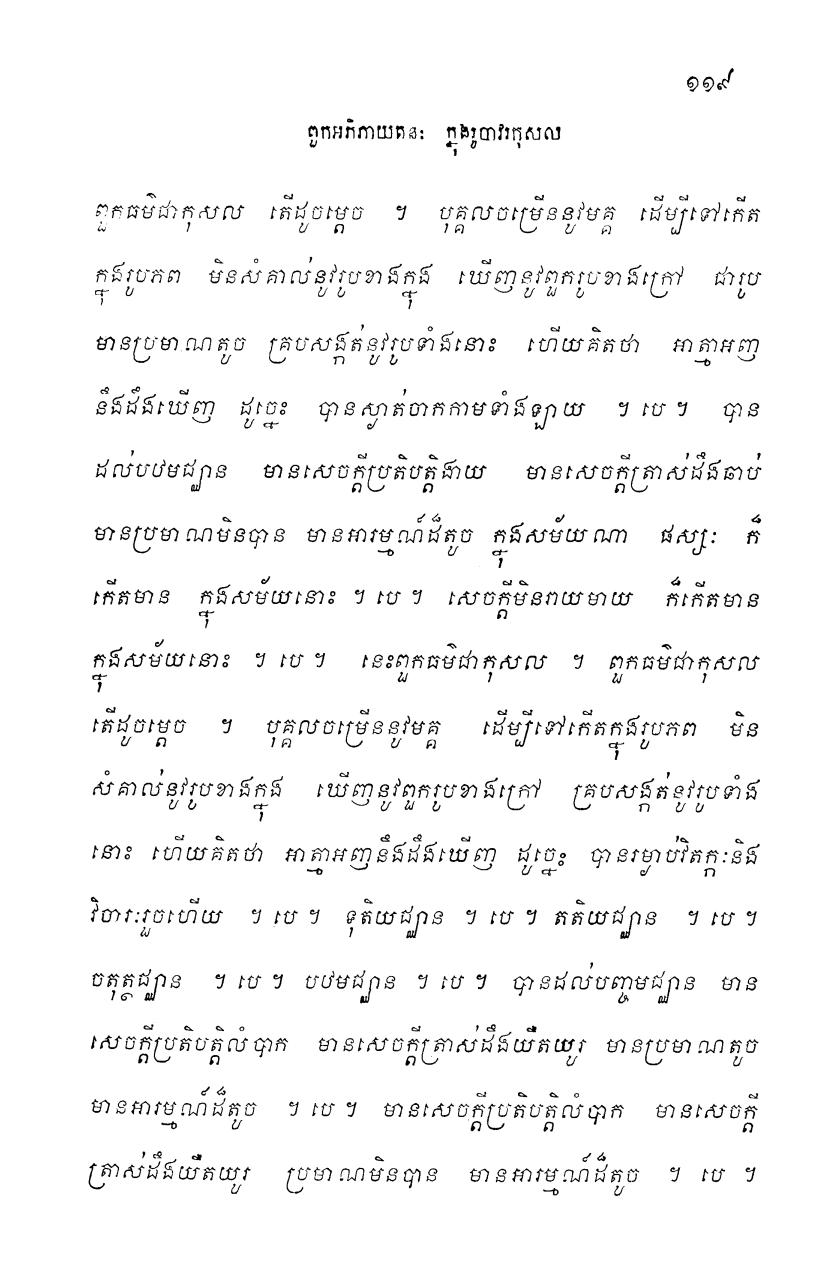 ១១៩
ពួកអភិភាយតនៈ ក្នុងរូបាវរកុសល
ពួកធម៌ជាកុសល តើដូចម្តេច ។ បុគ្គលចម្រើននូវមគ្គ ដើម្បីទៅកើត
ក្នុងរូបភព មិនសំគាល់នូវរូបខាងក្នុង ឃើញនូវពួករូបខាងក្រៅ ជារូប
មានប្រមាណតូច គ្របសង្កត់នូវរូបទាំងនោះ ហើយគិតថា អាត្មាអញ
នឹងដឹងឃើញ ដូច្នេះ បានស្ងាត់ចាកកាមទាំងឡាយ ។ បេ ។ បាន
ដល់បឋមជ្ឈាន មានសេចក្តីប្រតិបត្តិងាយ មានសេចក្តីត្រាស់ដឹងឆាប់
មានប្រមាណមិនបាន មានអារម្មណ៍ដ៏តូច ក្នុងសម័យណា ផស្សៈ ក៏
កើតមាន ក្នុងសម័យនោះ ។ បេ ។ សេចក្តីមិនរាយមាយ ក៏កើតមាន
ក្នុងសម័យនោះ ។ បេ ។ នេះពួកធម៌ជាកុសល ។ ពួកធម៌ជាកុសល
តើដូចម្តេច ។ បុគ្គលចម្រើននូវមគ្គ ដើម្បីទៅកើតក្នុងរូបភព មិន
សំគាល់នូវរូបខាងក្នុង ឃើញនូវពួករូបខាងក្រៅ គ្របសង្កត់នូវរូបទាំង
នោះ ហើយគិតថា អាត្មាអញនឹងដឹងឃើញ ដូច្នេះ បានរម្ងាប់វិតក្កៈនិង
វិចារៈរួចហើយ ។ បេ ។ ទុតិយជ្ឈាន ។ បេ ។ តតិយជ្ឈាន ។ បេ ។
ចតុត្ថជ្ឈាន ។ បេ ។ បឋមជ្ឈាន ។ បេ ។ បានដល់បញ្ចមជ្ឈាន មាន
សេចក្តីប្រតិបត្តិលំបាក មានសេចក្តីត្រាស់ដឹងយឺតយូរ មានប្រមាណតូច
មានអារម្មណ៍ដ៏តូច ។ បេ ។ មានសេចក្តីប្រតិបត្តិលំបាក មានសេចក្តី
ត្រាស់ដឹងយឺតយូរ ប្រមាណមិនបាន មានអារម្មណ៍ដ៏តូច ។ បេ ។